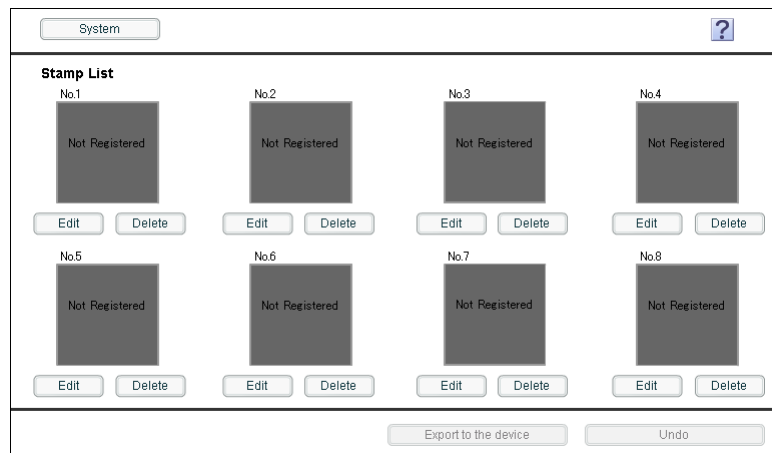 System
?
Stamp List
No.1 No.2 No.3 No.4
Not Registered Not Registered Not Registered Not Registered
Edit Delete Edit Delete Edit Delete Edit Delete
No.5 No.6 No.7 No.8
Not Registered Not Registered Not Registered Not Registered
Edit Delete Edit Delete Edit Delete Edit Delete
Export to the device Undo